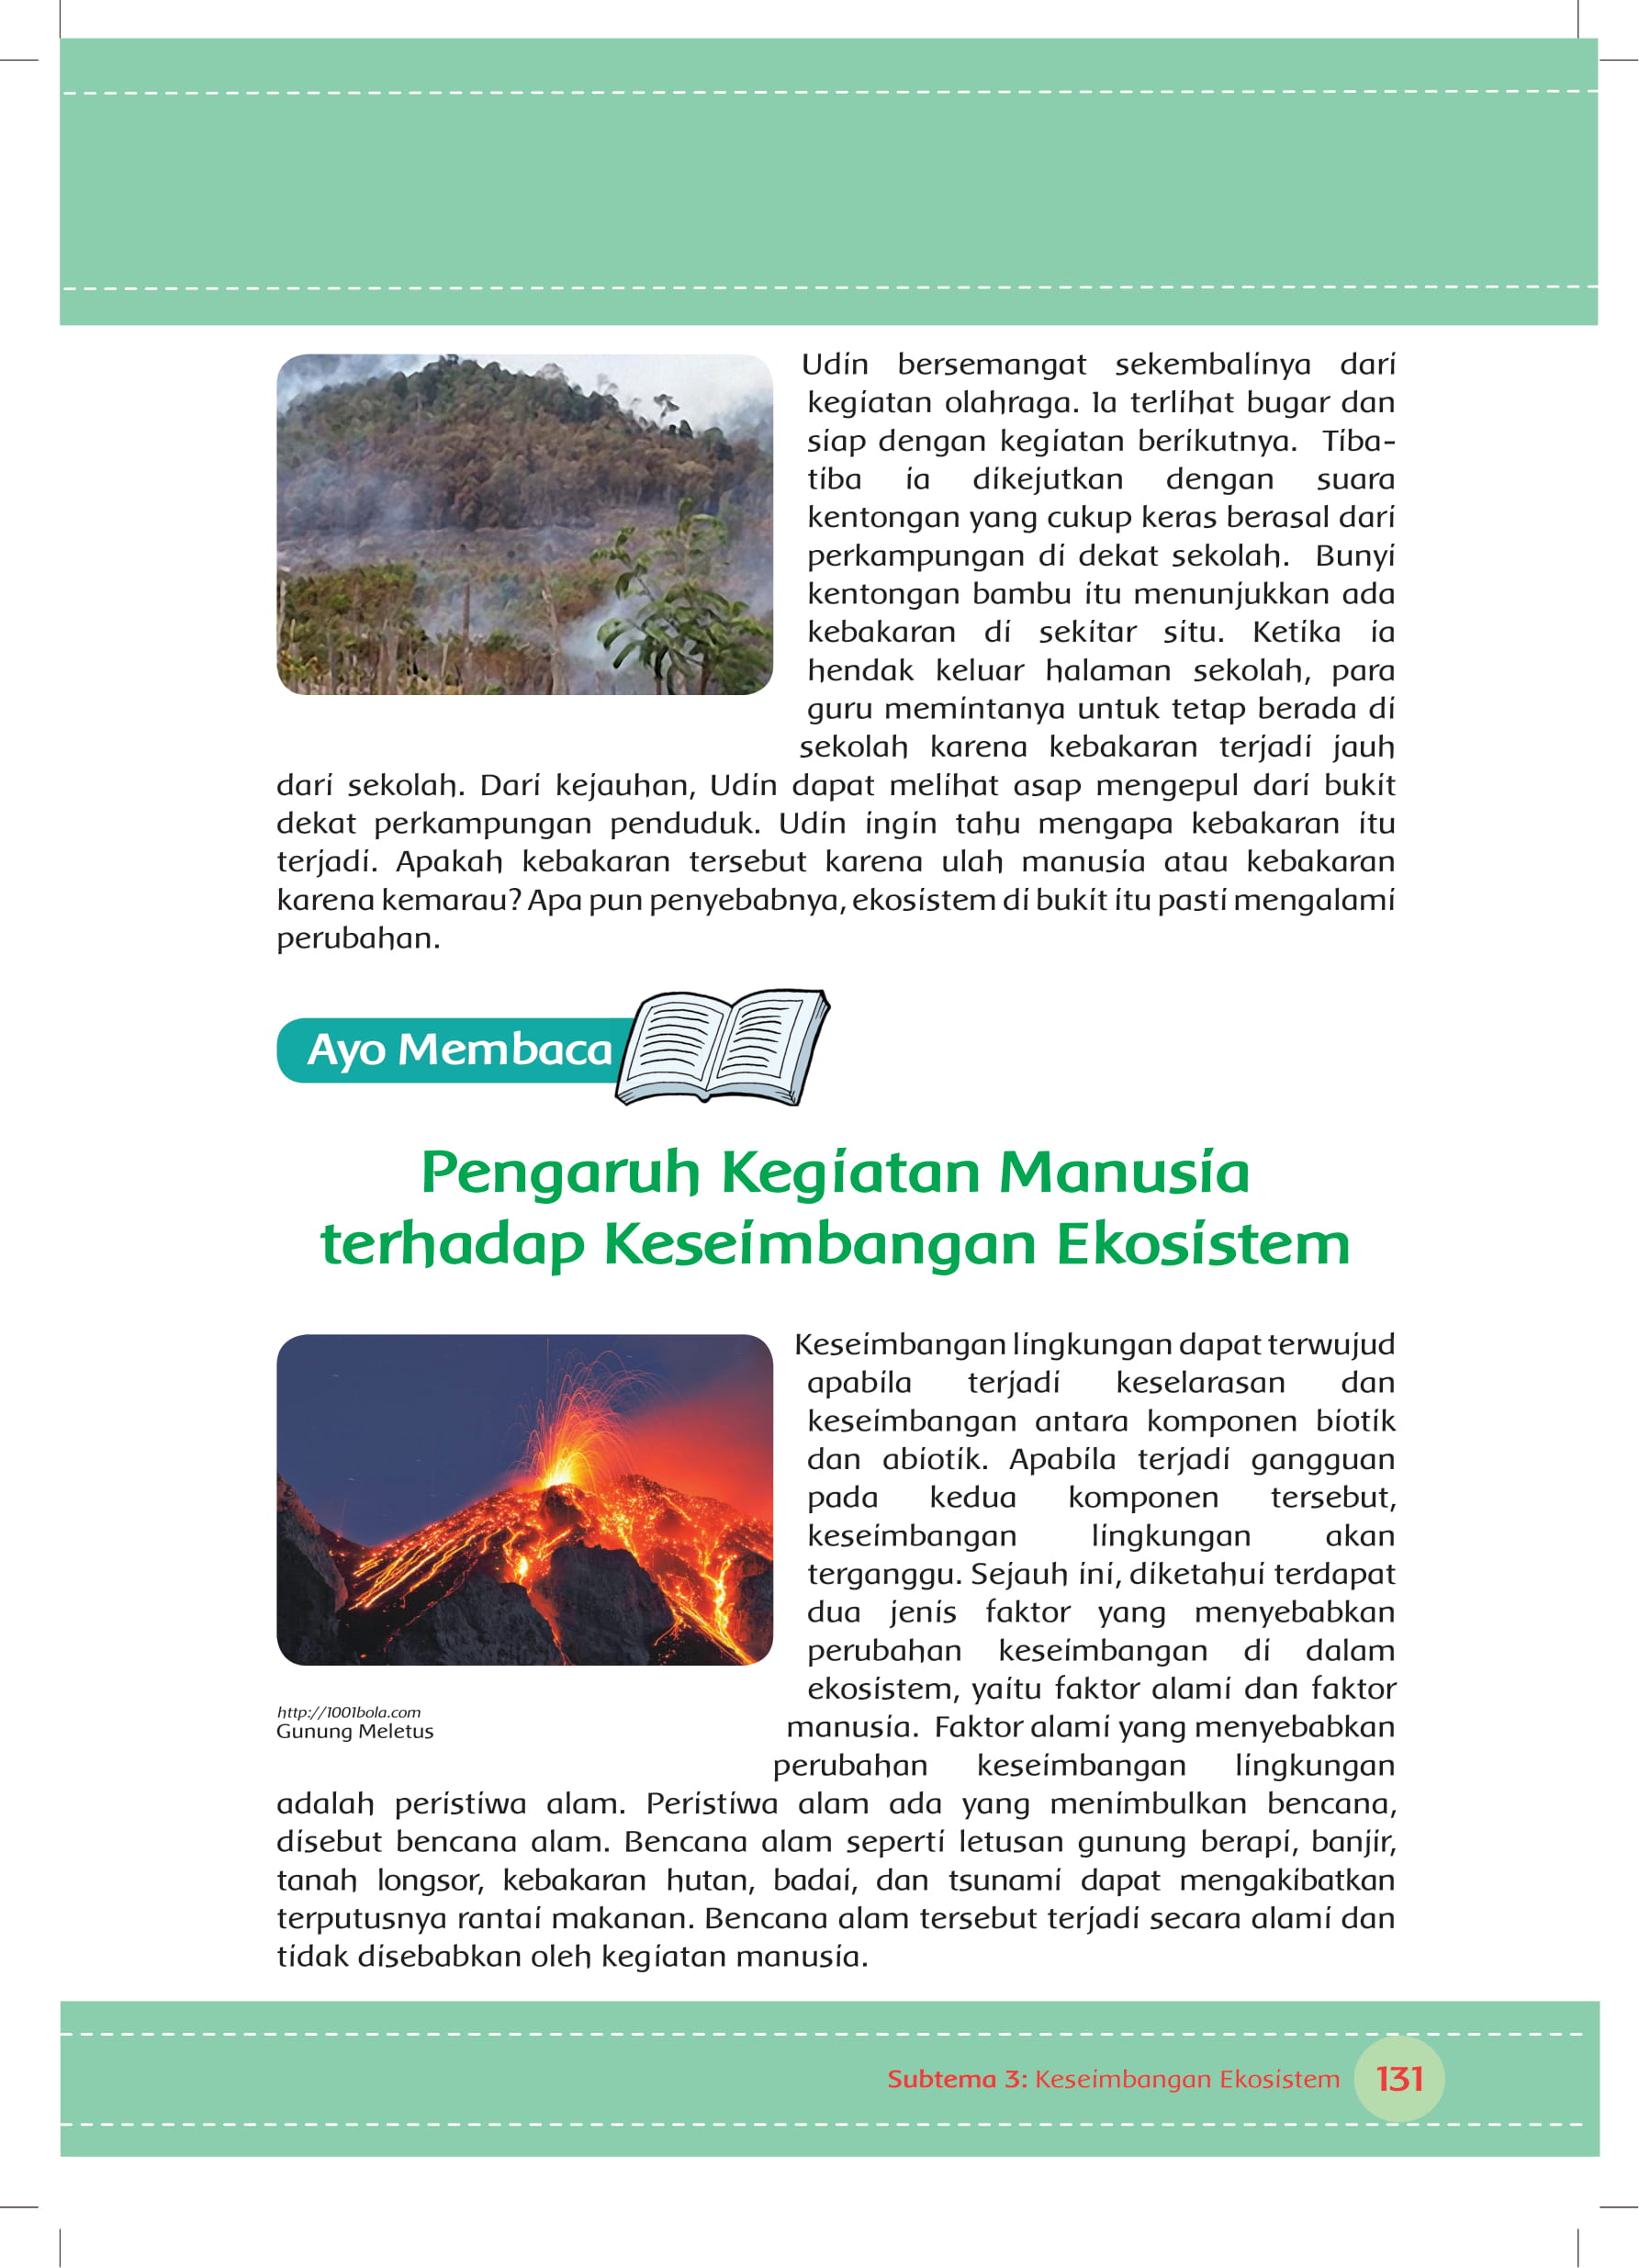 Udin bersemangat sekembalinya dari
kegiatan olahraga. Ia terlihat bugar dan
siap dengan kegiatan berikutnya. Tiba-
tiba ia dikejutkan dengan suara
kentongan yang cukup keras berasal dari
perkampungan di dekat sekolah. Bunyi
kentongan bambu itu menunjukkan ada
kebakaran di sekitar situ. Ketika ia
hendak keluar halaman sekolah, para
guru memintanya untuk tetap berada di
sekolah karena kebakaran terjadi jauh
dari sekolah. Dari kejauhan, Udin dapat melihat asap mengepul dari bukit
dekat perkampungan penduduk. Udin ingin tahu mengapa kebakaran itu
terjadi. Apakah kebakaran tersebut karena ulah manusia atau kebakaran
karena kemarau? Apa pun penyebabnya, ekosistem di bukit itu pasti mengalami
perubahan.
Ayo Membaca
Pengaruh Kegiatan Manusia
terhadap Keseimbangan Ekosistem
Keseimbangan lingkungan dapat terwujud
apabila terjadi keselarasan dan
keseimbangan antara komponen biotik
dan abiotik. Apabila terjadi gangguan
pada kedua komponen tersebut,
keseimbangan lingkungan akan
terganggu. Sejauh ini, diketahui terdapat
dua jenis faktor yang menyebabkan
perubahan keseimbangan di dalam
ekosistem, yaitu faktor alami dan faktor
manusia. Faktor alami yang menyebabkan
perubahan keseimbangan lingkungan
adalah peristiwa alam. Peristiwa alam ada yang menimbulkan bencana,
disebut bencana alam. Bencana alam seperti letusan gunung berapi, banjir,
tanah longsor, kebakaran hutan, badai, dan tsunami dapat mengakibatkan
terputusnya rantai makanan. Bencana alam tersebut terjadi secara alami dan
tidak disebabkan oleh kegiatan manusia.
http://1001bola.com
Gunung Meletus
Subtema 3: Keseimbangan Ekosistem
131